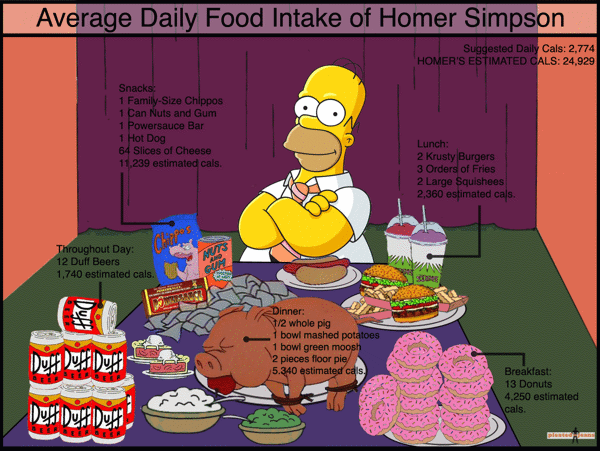 Average Daily Food Intake of Homer Simpson
Suggested Daily Cals: 2,774
HOMER'S ESTIMATED CALS: 24,929
Snacks:
1 Family-Size Chippos
1 Can Nuts and Gum
1 Powersauce Bar
1 Hot Dog
64 Slices of Cheese
11,239 estimated cals.
Lunch:
2 Krusty Burgers
3 Orders of Fries
2 Large Squishees
2,360 estimated cals.
Chippos
NUTS
AND
GUM
Throughout Day:
12 Duff Beers
1,740 estimated cals.
Duff
Duff
Duff
Duff
Duff
Duff
Duff
Dinner:
1/2 whole pig
1 bowl mashed potatoes
1 bowl green moosh
2 pieces floor pie
5,340 estimated cals.
Breakfast:
13 Donuts
4,250 estimated
cals.